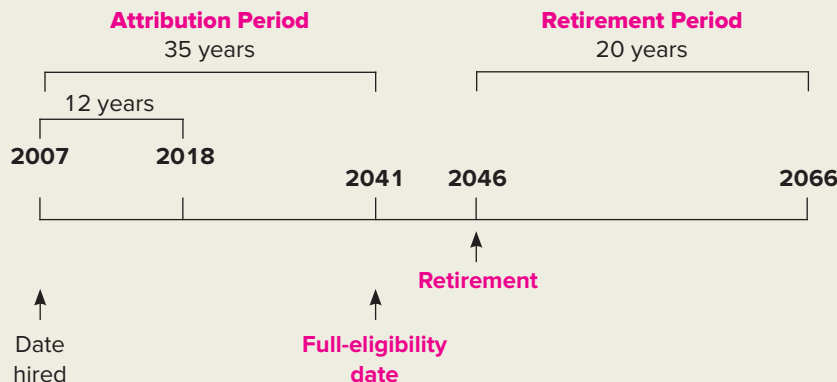 Attribution Period
35 years
Retirement Period
20 years
12 years
2007
2018
2041
2046
2066
Retirement
Date
hired
Full-eligibility
date